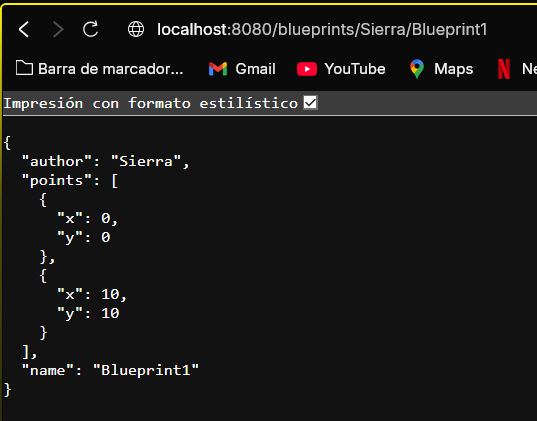 localhost:8080/blueprints/Sierra/Blueprint1
Barra de marcador... Gmail YouTube Maps
Impresión con formato estilístico
{
  "author": "Sierra",
  "points": [
    {
      "x": 0,
      "y": 0
    },
    {
      "x": 10,
      "y": 10
    }
  ],
  "name": "Blueprint1"
}